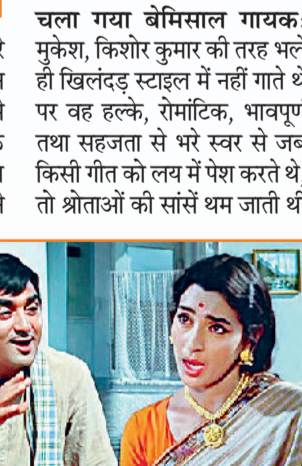 चला गया बेमिसाल गायक:
मुकेश, किशोर कुमार की तरह भले
ही खिलंदड़ स्टाइल में नहीं गाते थे
पर वह हल्के, रोमांटिक, भावपूर्ण
तथा सहजता से भरे स्वर से जब
किसी गीत को लय में पेश करते थे,
तो श्रोताओं की सांसें थम जाती थीं